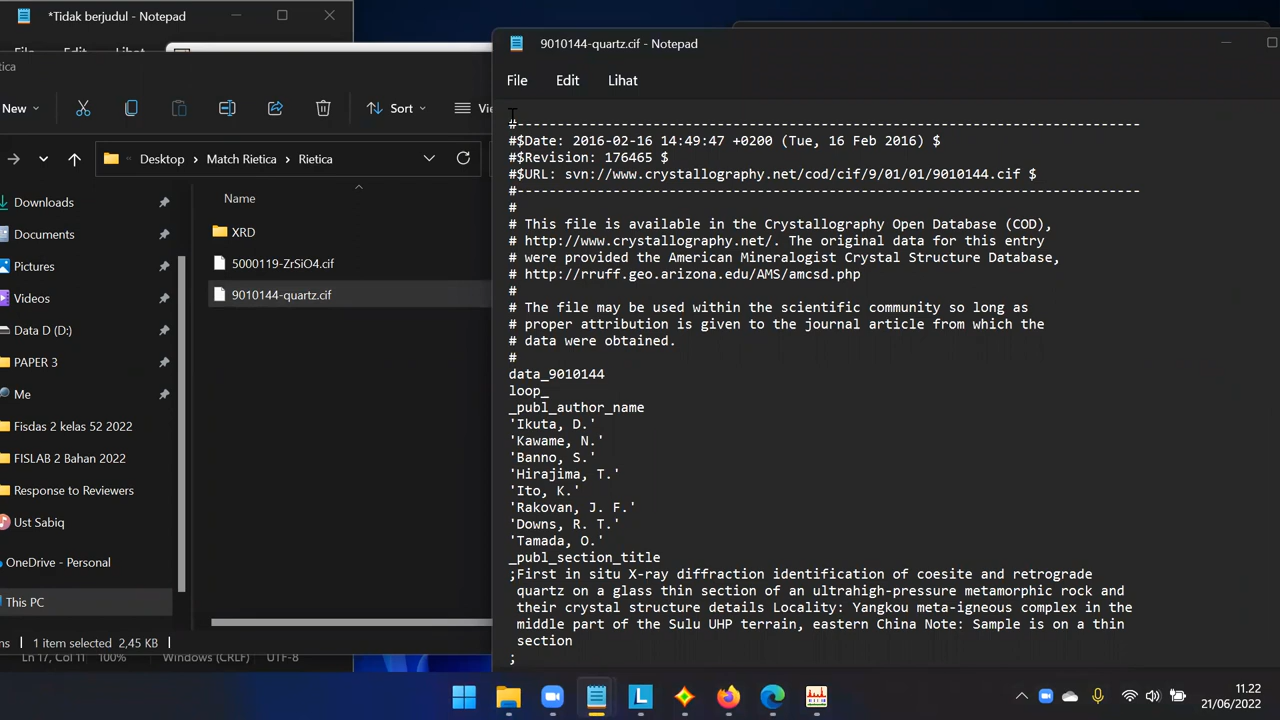 *Tidak berjudul - Notepad
File Edit Lihat
tica
New
Sort
Vie
Desktop
Match Rietica
Rietica
Name
Downloads
Documents
Pictures
Videos
Data D (D:)
PAPER 3
Me
Fisdas 2 kelas 52 2022
FISLAB 2 Bahan 2022
Response to Reviewers
Ust Sabiq
OneDrive - Personal
This PC
XRD
5000119-ZrSiO4.cif
9010144-quartz.cif
ms 1 item selected 2,45 KB
Ln 17, Col 11 100% Windows (CRLF) UTF-8
9010144-quartz.cif - Notepad
File Edit Lihat
#------------------------------------------------------------------------------
#$Date: 2016-02-16 14:49:47 +0200 (Tue, 16 Feb 2016) $
#$Revision: 176465 $
#$URL: svn://www.crystallography.net/cod/cif/9/01/01/9010144.cif $
#------------------------------------------------------------------------------
#
# This file is available in the Crystallography Open Database (COD),
# http://www.crystallography.net/. The original data for this entry
# were provided the American Mineralogist Crystal Structure Database,
# http://rruff.geo.arizona.edu/AMS/amcsd.php
#
# The file may be used within the scientific community so long as
# proper attribution is given to the journal article from which the
# data were obtained.
#
data_9010144
loop_
_publ_author_name
'Ikuta, D.'
'Kawame, N.'
'Banno, S.'
'Hirajima, T.'
'Ito, K.'
'Rakovan, J. F.'
'Downs, R. T.'
'Tamada, O.'
_publ_section_title
;First in situ X-ray diffraction identification of coesite and retrograde
quartz on a glass thin section of an ultrahigh-pressure metamorphic rock and
their crystal structure details Locality: Yangkou meta-igneous complex in the
middle part of the Sulu UHP terrain, eastern China Note: Sample is on a thin
section
;
L
11.22
21/06/2022